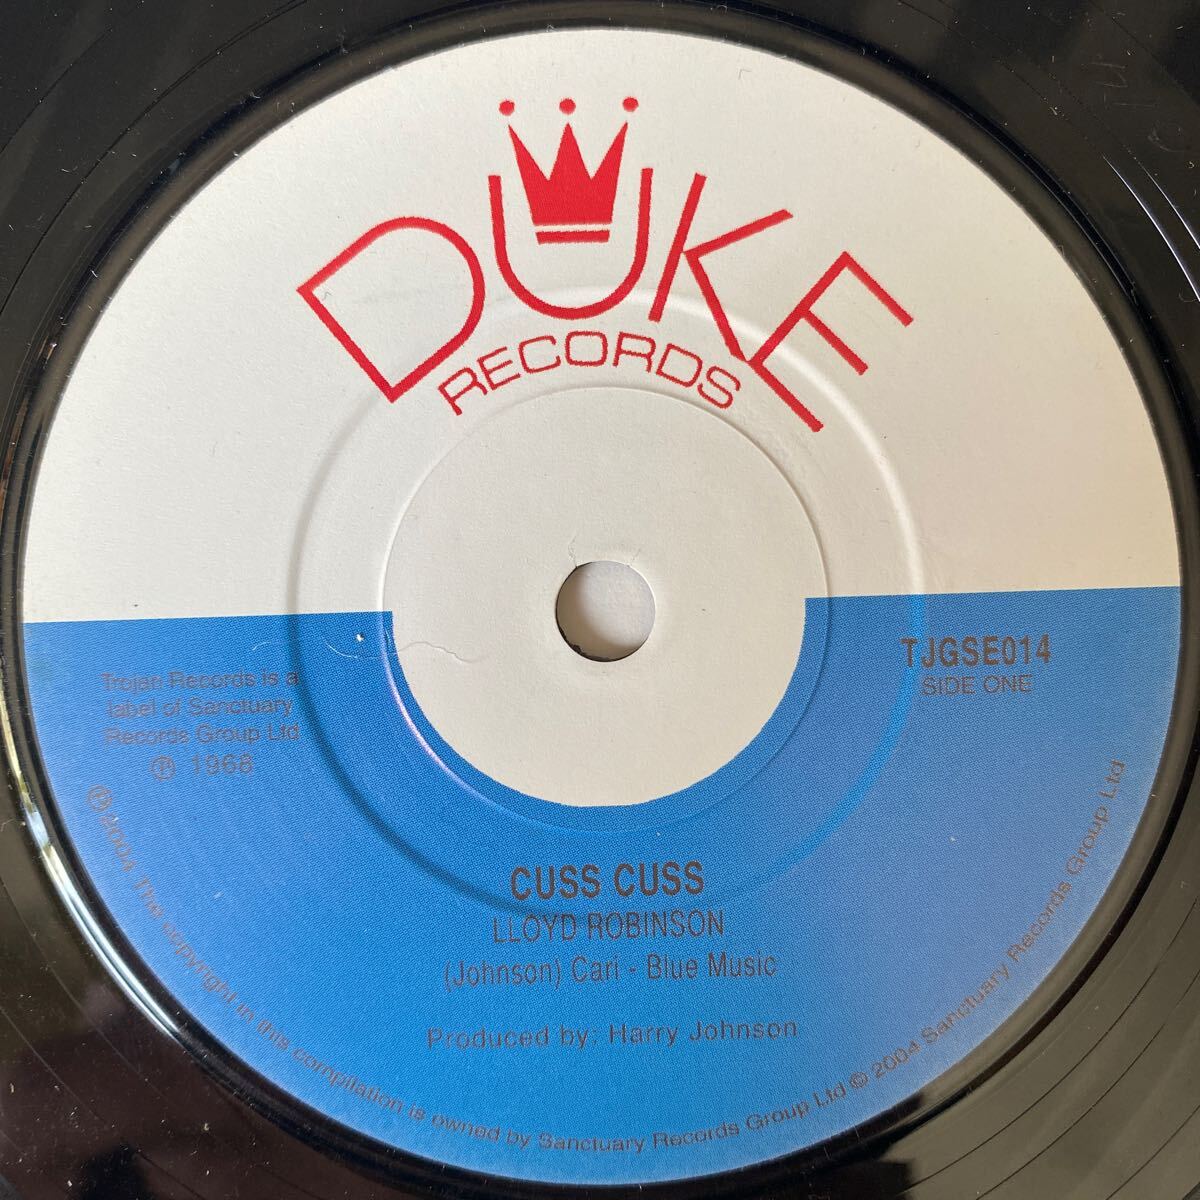 DUKE
RECORDS
TJGSE014
SIDE ONE
Trojan Records is a
label of Sanctuary
Records Group Ltd
℗ 1968
CUSS CUSS
LLOYD ROBINSON
(Johnson) Cari - Blue Music
Produced by: Harry Johnson
℗ 2004 The copyright in this compilation is owned by Sanctuary Records Group Ltd © 2004 Sanctuary Records Group Ltd